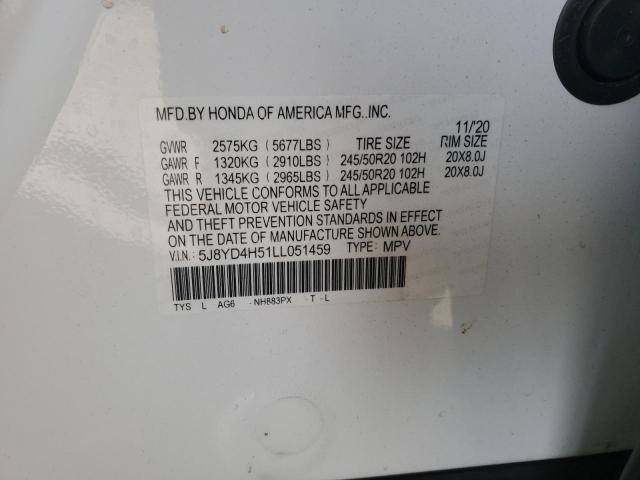 MFD.BY HONDA OF AMERICA MFG.,INC.
11/'20
GVWR 2575KG (5677LBS) TIRE SIZE RIM SIZE
GAWR F 1320KG (2910LBS) 245/50R20 102H 20X8.0J
GAWR R 1345KG (2965LBS) 245/50R20 102H 20X8.0J
THIS VEHICLE CONFORMS TO ALL APPLICABLE
FEDERAL MOTOR VEHICLE SAFETY
AND THEFT PREVENTION STANDARDS IN EFFECT
ON THE DATE OF MANUFACTURE SHOWN ABOVE.
V.I.N.: 5J8YD4H51LL051459 TYPE: MPV
TYS L AG6 -NH883PX -T -L